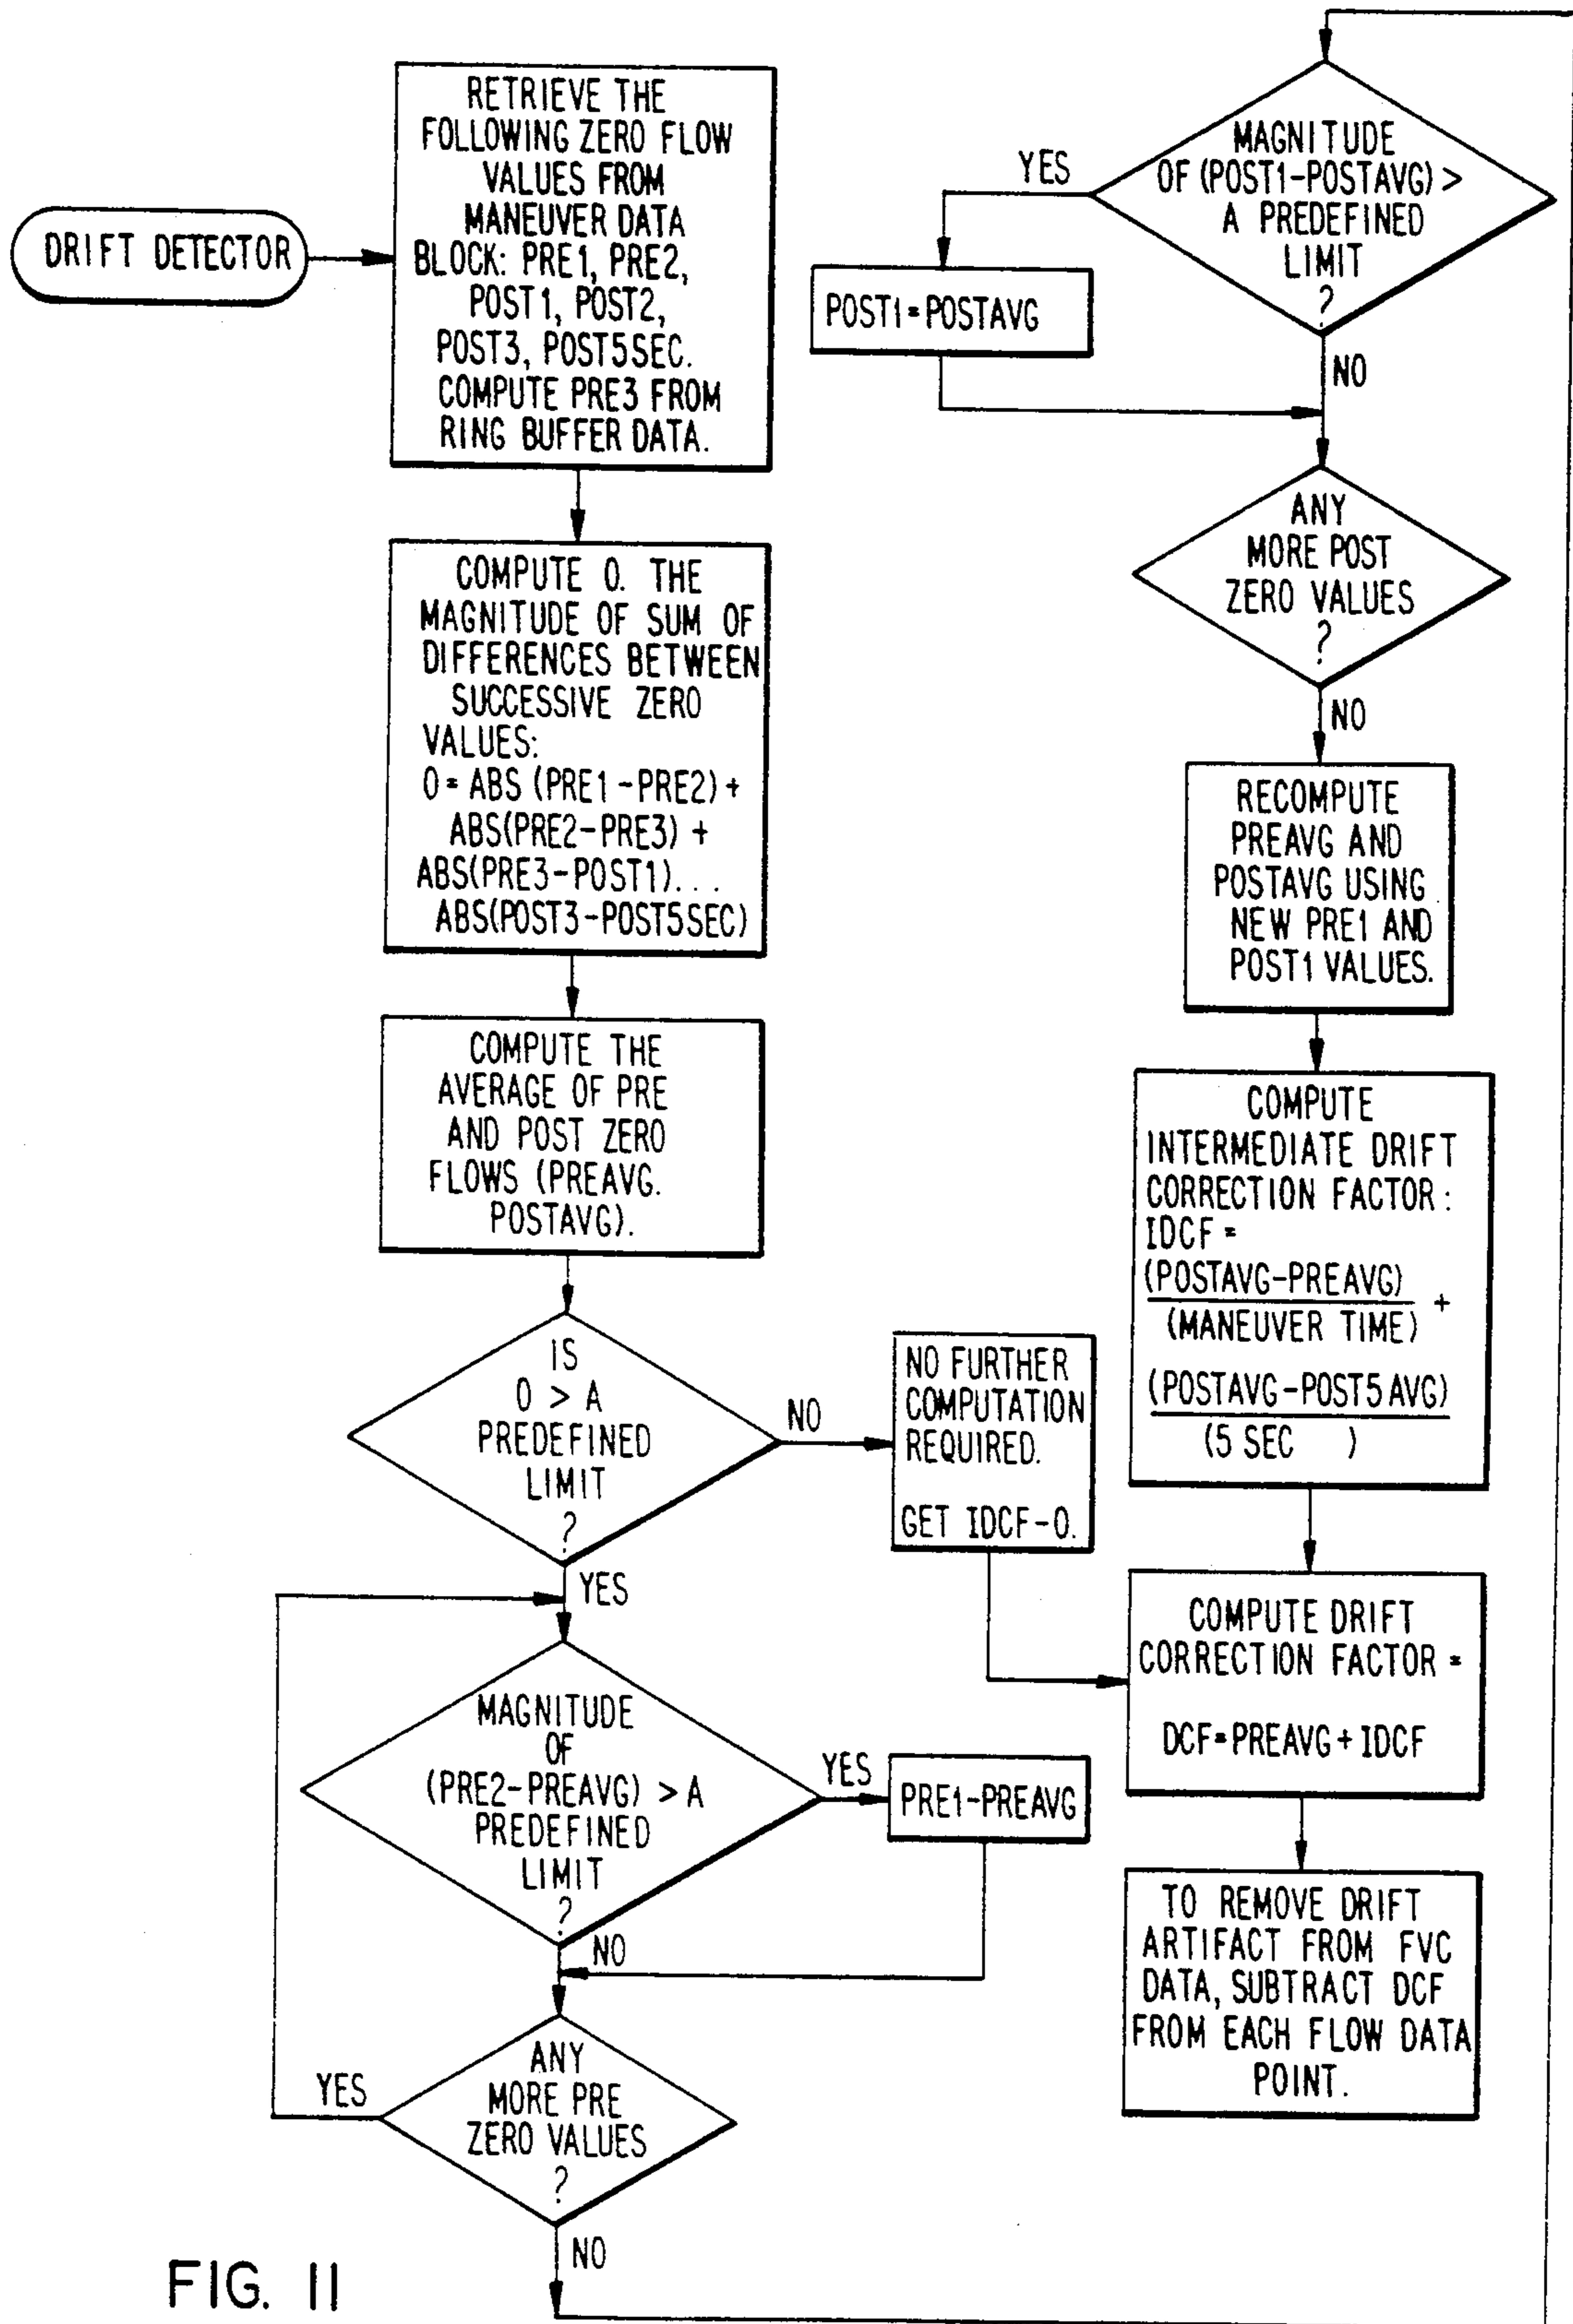 DRIFT DETECTOR
RETRIEVE THE
FOLLOWING ZERO FLOW
VALUES FROM
MANEUVER DATA
BLOCK: PRE1, PRE2,
POST1, POST2,
POST3, POST5SEC.
COMPUTE PRE3 FROM
RING BUFFER DATA.
COMPUTE 0. THE
MAGNITUDE OF SUM OF
DIFFERENCES BETWEEN
SUCCESSIVE ZERO
VALUES:
0 = ABS (PRE1-PRE2) +
ABS(PRE2-PRE3) +
ABS(PRE3-POST1)...
ABS(POST3-POST5SEC)
COMPUTE THE
AVERAGE OF PRE
AND POST ZERO
FLOWS (PREAVG.
POSTAVG).
IS
0 > A
PREDEFINED
LIMIT
?
NO
NO FURTHER
COMPUTATION
REQUIRED.
GET IDCF-0.
YES
MAGNITUDE
OF
(PRE2-PREAVG) > A
PREDEFINED
LIMIT
?
YES
PRE1-PREAVG
NO
ANY
MORE PRE
ZERO VALUES
?
YES
NO
MAGNITUDE
OF (POST1-POSTAVG) >
A PREDEFINED
LIMIT
?
YES
POST1=POSTAVG
NO
ANY
MORE POST
ZERO VALUES
?
NO
RECOMPUTE
PREAVG AND
POSTAVG USING
NEW PRE1 AND
POST1 VALUES.
COMPUTE
INTERMEDIATE DRIFT
CORRECTION FACTOR:
IDCF =
(POSTAVG-PREAVG) +
(MANEUVER TIME)
(POSTAVG-POST5AVG)
(5 SEC )
COMPUTE DRIFT
CORRECTION FACTOR =
DCF=PREAVG+IDCF
TO REMOVE DRIFT
ARTIFACT FROM FVC
DATA, SUBTRACT DCF
FROM EACH FLOW DATA
POINT.
FIG. 11